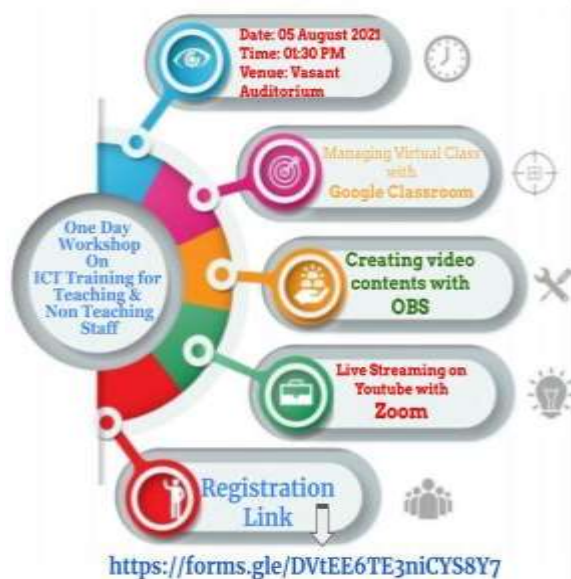 Date: 05 August 2021
Time: 01:30 PM
Venue: Vasant
Auditorium
Managing Virtual Class
with
Google Classroom
One Day
Workshop
On
ICT Training for
Teaching &
Non Teaching
Staff
Creating video
contents with
OBS
Live Streaming on
Youtube with
Zoom
Registration
Link
https://forms.gle/DVtEE6TE3niCYS8Y7